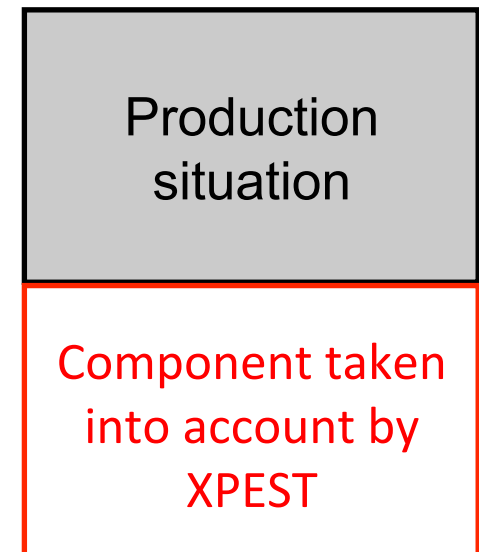 Production
situation
Component taken
into account by
XPEST